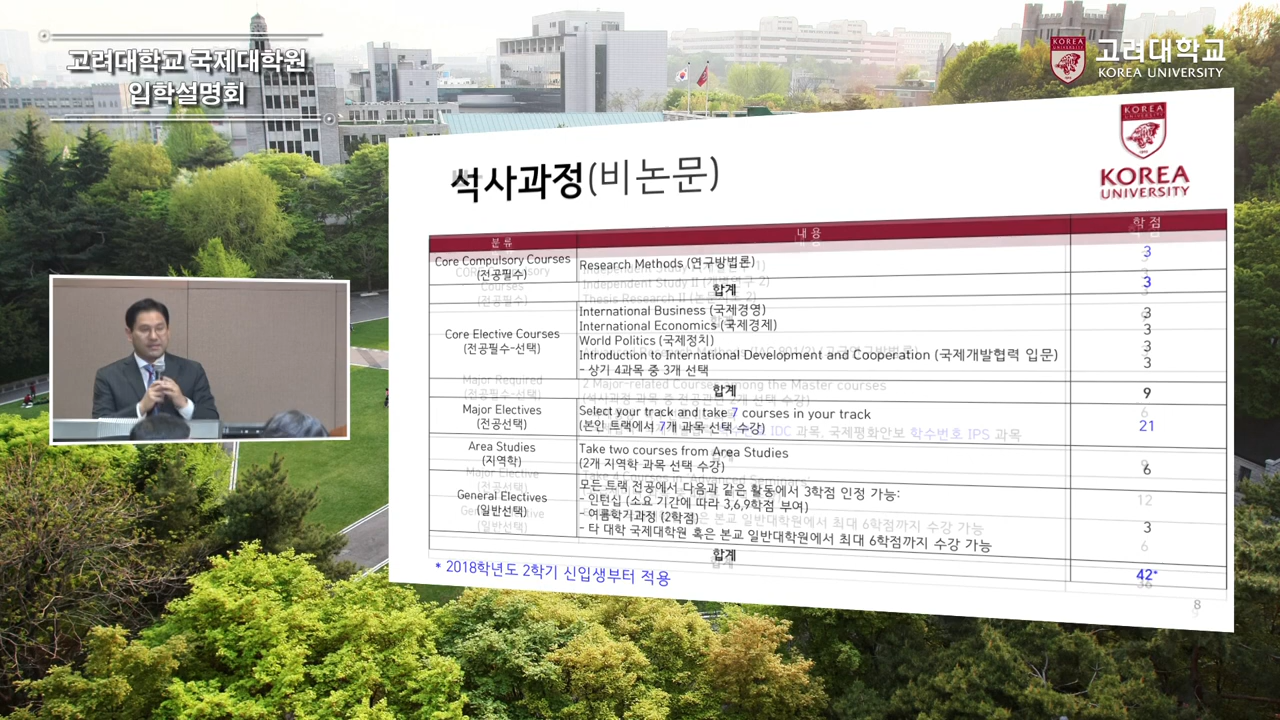 고려대학교 국제대학원
입학설명회
KOREA
고려대학교
KOREA UNIVERSITY
석사과정(비논문)
KOREA
KOREA
UNIVERSITY
분 류
내 용
학 점
Core Compulsory Courses
(전공필수)
Research Methods (연구방법론)
3
합계
3
Core Elective Courses
(전공필수-선택)
International Business (국제경영)
International Economics (국제경제)
World Politics (국제정치)
Introduction to International Development and Cooperation (국제개발협력 입문)
- 상기 4과목 중 3개 선택
3
3
3
3
합계
9
Major Electives
(전공선택)
Select your track and take 7 courses in your track
(본인 트랙에서 7개 과목 선택 수강)
21
Area Studies
(지역학)
Take two courses from Area Studies
(2개 지역학 과목 선택 수강)
6
General Electives
(일반선택)
모든 트랙 전공에서 다음과 같은 활동에서 3학점 인정 가능:
- 인턴십 (소요 기간에 따라 3,6,9학점 부여)
- 여름학기과정 (2학점)
- 타 대학 국제대학원 혹은 본교 일반대학원에서 최대 6학점까지 수강 가능
3
합계
42*
* 2018학년도 2학기 신입생부터 적용
8